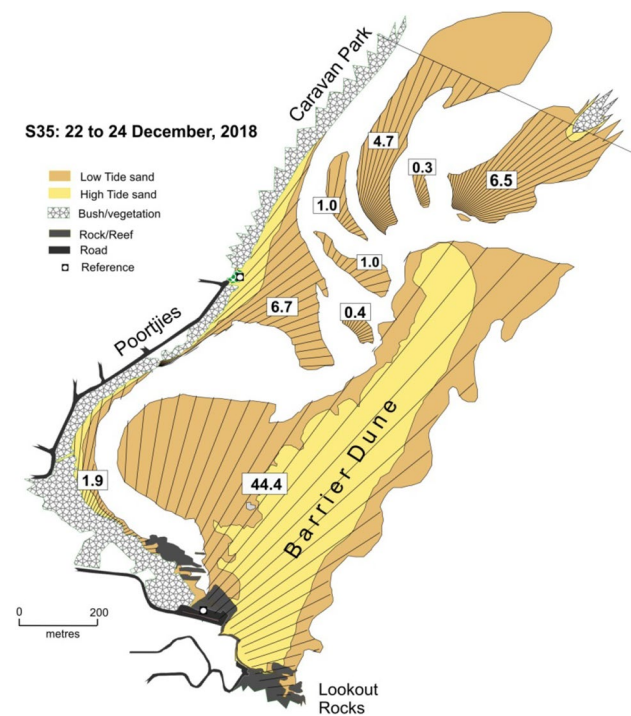 Caravan Park
S35: 22 to 24 December, 2018
Low Tide sand
High Tide sand
Bush/vegetation
Rock/Reef
Road
Reference
4.7
0.3
6.5
1.0
1.0
6.7
0.4
Poortjies
1.9
44.4
Barrier Dune
0 200
metres
Lookout
Rocks